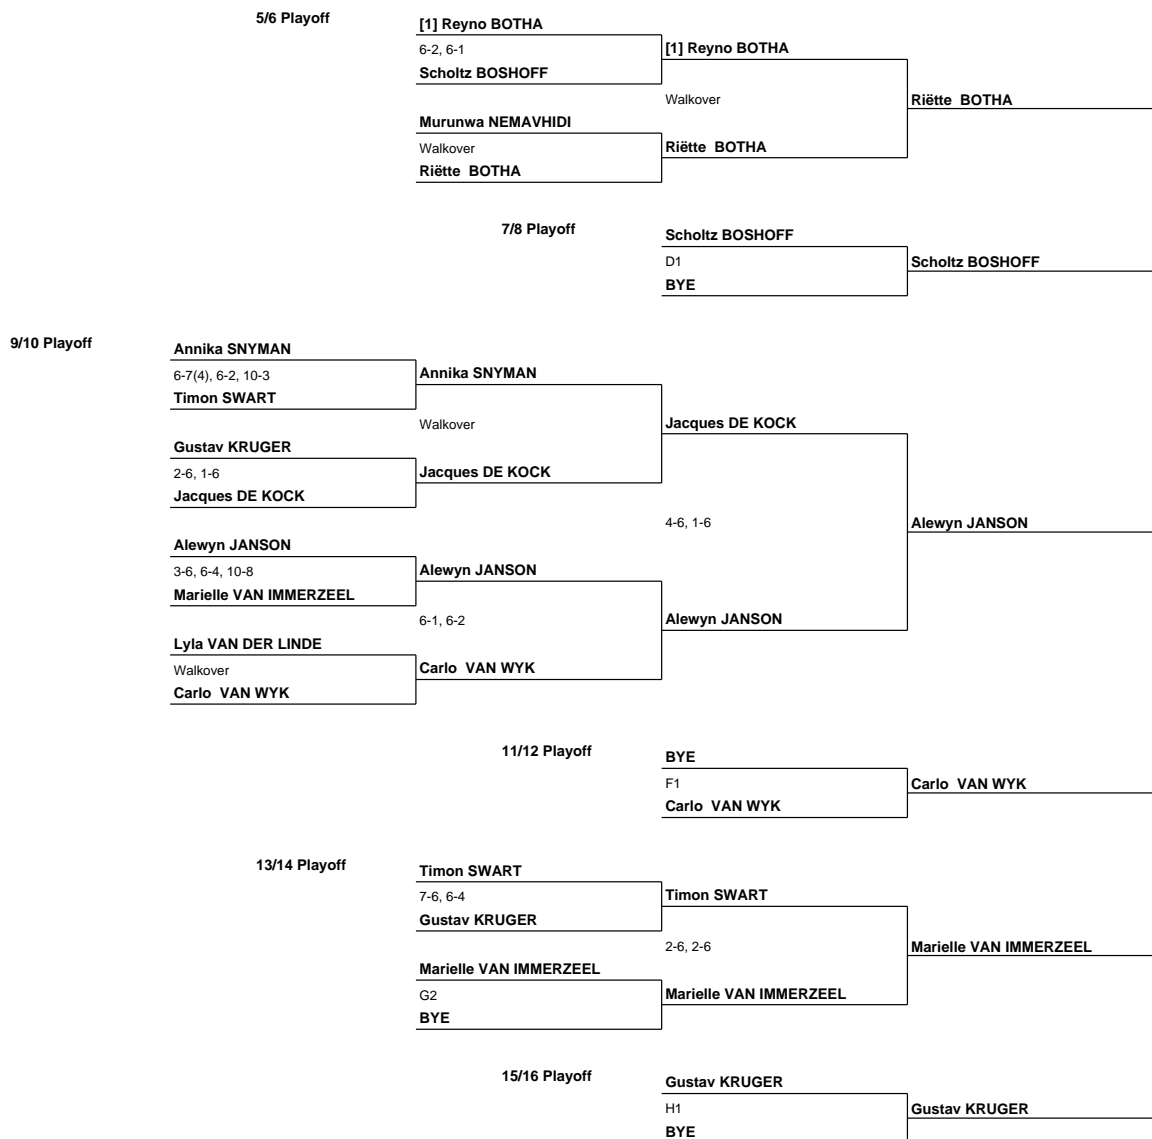 5/6 Playoff
[1] Reyno BOTHA
6-2, 6-1
Scholtz BOSHOFF
[1] Reyno BOTHA
Walkover
Riëtte BOTHA
Murunwa NEMAVHIDI
Walkover
Riëtte BOTHA
Riëtte BOTHA
7/8 Playoff
Scholtz BOSHOFF
D1
BYE
Scholtz BOSHOFF
9/10 Playoff
Annika SNYMAN
6-7(4), 6-2, 10-3
Timon SWART
Annika SNYMAN
Walkover
Jacques DE KOCK
Gustav KRUGER
2-6, 1-6
Jacques DE KOCK
Jacques DE KOCK
4-6, 1-6
Alewyn JANSON
Alewyn JANSON
3-6, 6-4, 10-8
Marielle VAN IMMERZEEL
Alewyn JANSON
6-1, 6-2
Alewyn JANSON
Lyla VAN DER LINDE
Walkover
Carlo VAN WYK
Carlo VAN WYK
11/12 Playoff
BYE
F1
Carlo VAN WYK
Carlo VAN WYK
13/14 Playoff
Timon SWART
7-6, 6-4
Gustav KRUGER
Timon SWART
2-6, 2-6
Marielle VAN IMMERZEEL
Marielle VAN IMMERZEEL
G2
BYE
Marielle VAN IMMERZEEL
15/16 Playoff
Gustav KRUGER
H1
BYE
Gustav KRUGER